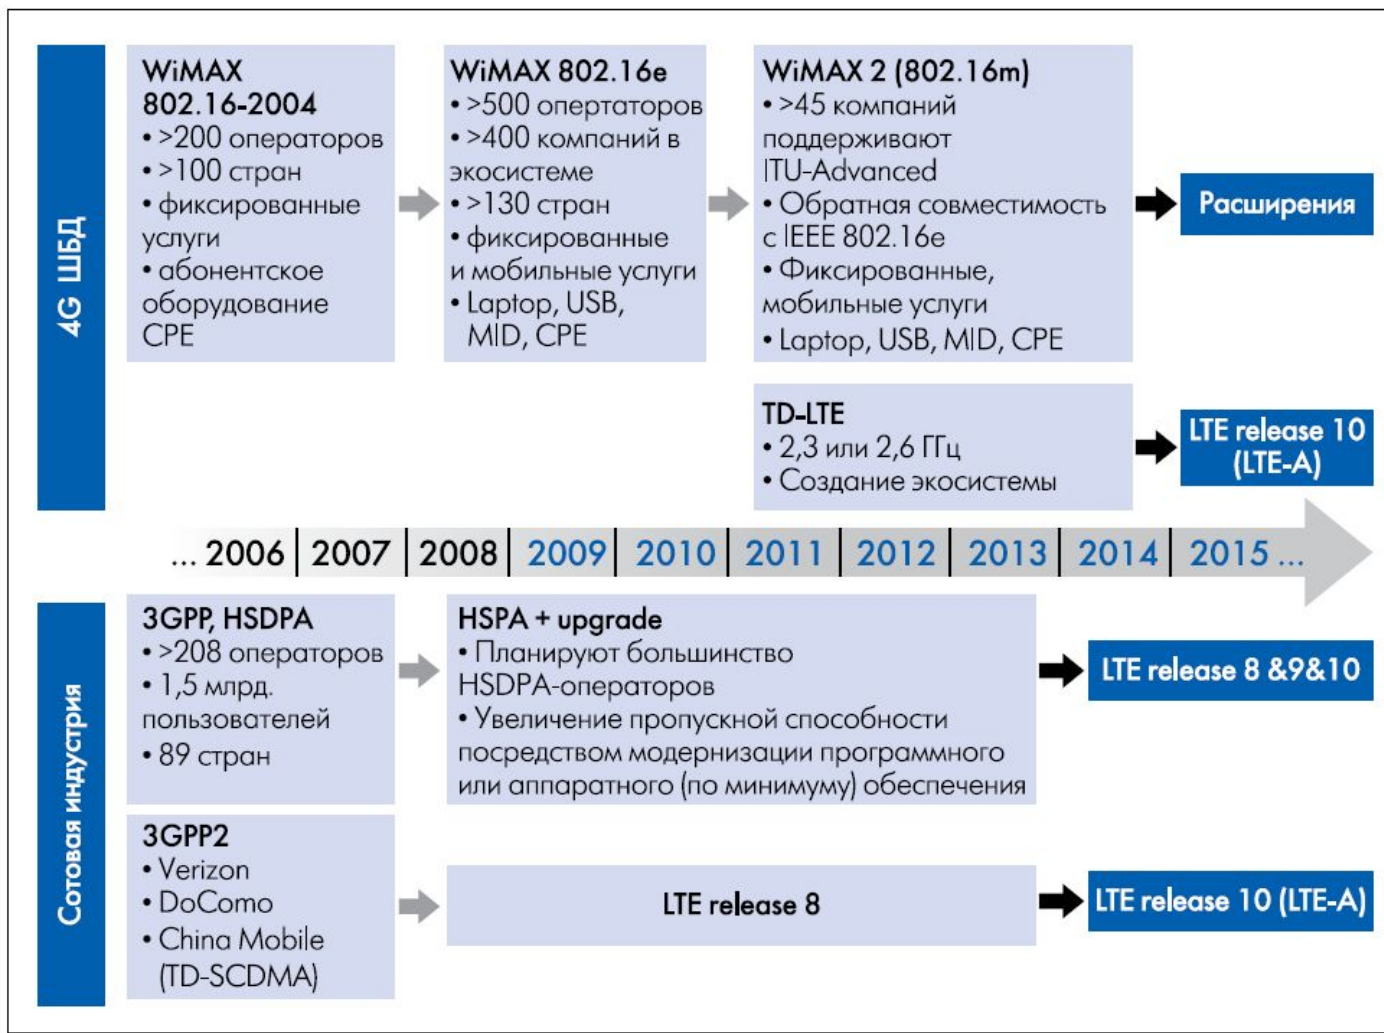 4G ШБД
WiMAX
802.16-2004
• >200 операторов
• >100 стран
• фиксированные
услуги
• абонентское
оборудование
CPE
WiMAX 802.16e
• >500 опертаторов
• >400 компаний в
экосистеме
• >130 стран
• фиксированные
и мобильные услуги
• Laptop, USB,
MID, CPE
WiMAX 2 (802.16m)
• >45 компаний
поддерживают
ITU-Advanced
• Обратная совместимость
с IEEE 802.16e
• Фиксированные,
мобильные услуги
• Laptop, USB, MID, CPE
Расширения
TD-LTE
• 2,3 или 2,6 ГГц
• Создание экосистемы
LTE release 10
(LTE-A)
... 2006 2007 2008 2009 2010 2011 2012 2013 2014 2015 ...
Сотовая индустрия
3GPP, HSDPA
• >208 операторов
• 1,5 млрд.
пользователей
• 89 стран
HSPA + upgrade
• Планируют большинство
HSDPA-операторов
• Увеличение пропускной способности
посредством модернизации программного
или аппаратного (по минимуму) обеспечения
LTE release 8 &9&10
3GPP2
• Verizon
• DoComo
• China Mobile
(TD-SCDMA)
LTE release 8
LTE release 10 (LTE-A)